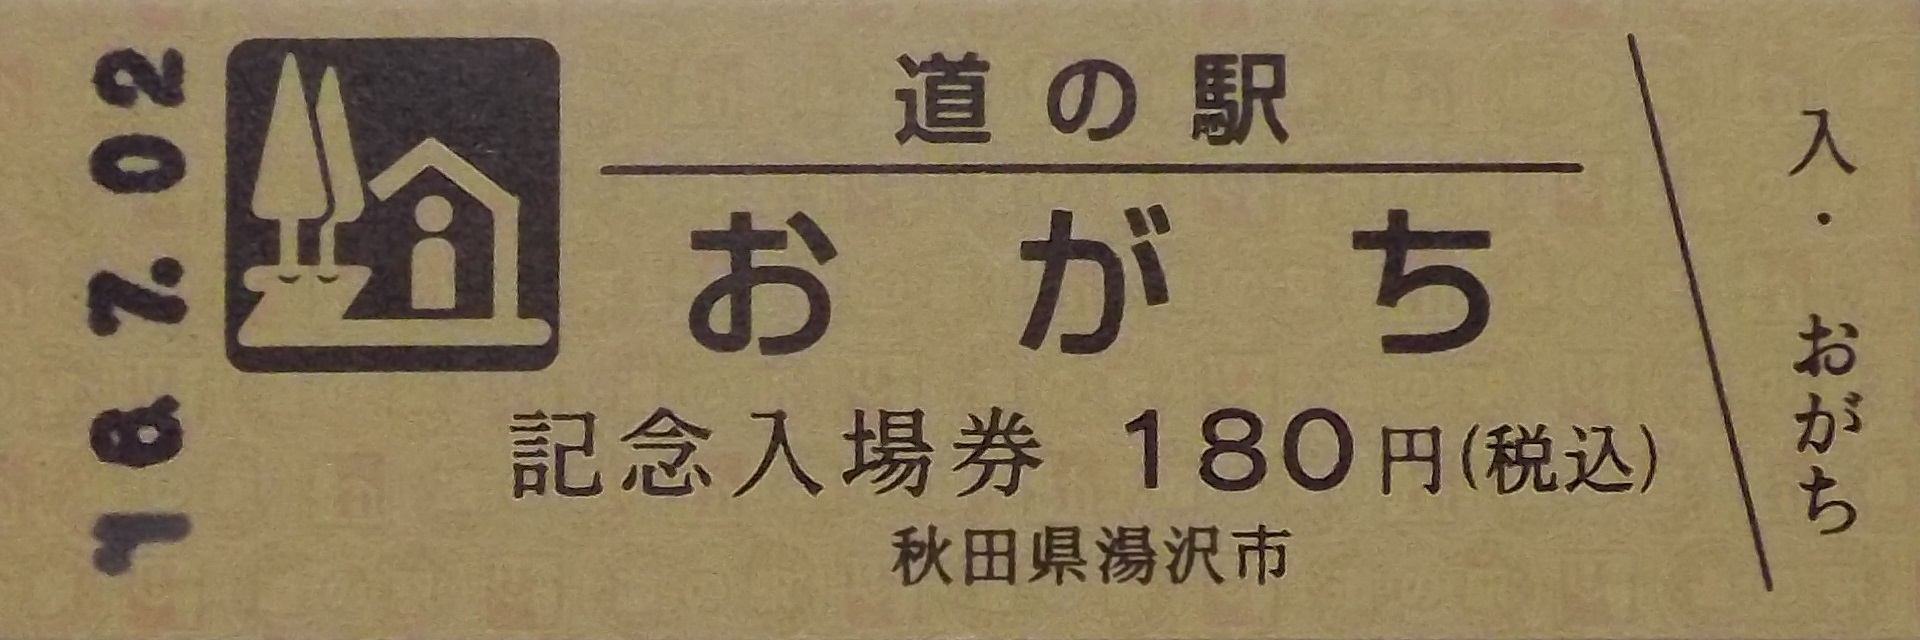 18.7.02
道の駅
おがち
記念入場券 180円(税込)
秋田県湯沢市
入・おがち